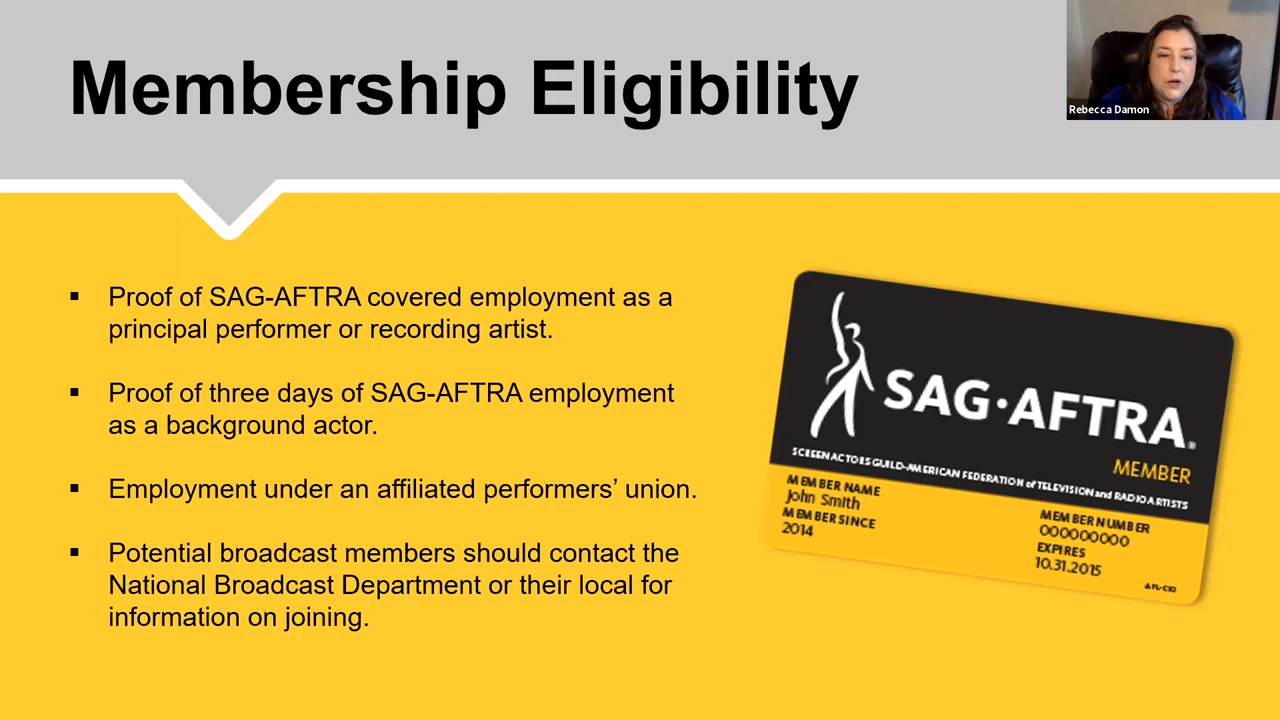 Membership Eligibility
Rebecca Damon
▪ Proof of SAG-AFTRA covered employment as a
principal performer or recording artist.
▪ Proof of three days of SAG-AFTRA employment
as a background actor.
▪ Employment under an affiliated performers’ union.
▪ Potential broadcast members should contact the
National Broadcast Department or their local for
information on joining.
SAG·AFTRA®
MEMBER
SCREEN ACTORS GUILD-AMERICAN FEDERATION of TELEVISION and RADIO ARTISTS
MEMBER NAME
John Smith
MEMBER SINCE
2014
MEMBER NUMBER
000000000
EXPIRES
10.31.2015
AFL-CIO